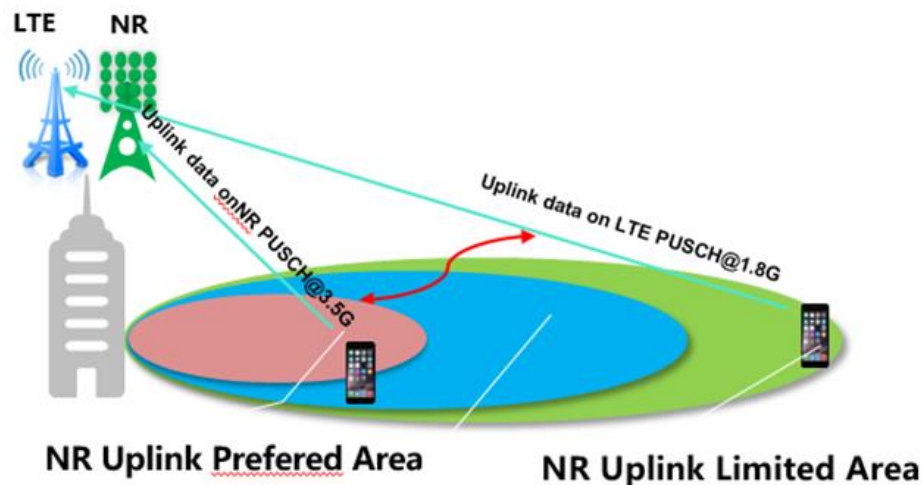 LTE
NR
Uplink data onNR PUSCH@3.5G
Uplink data on LTE PUSCH@1.8G
NR Uplink Prefered Area
NR Uplink Limited Area